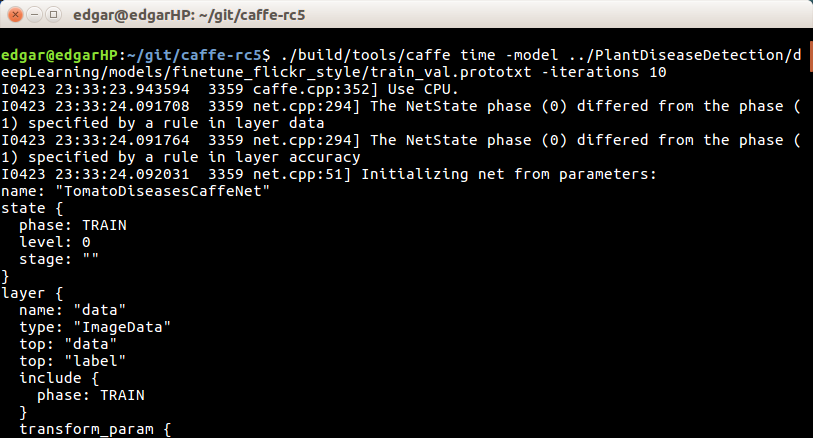 edgar@edgarHP: ~/git/caffe-rc5
edgar@edgarHP:~/git/caffe-rc5$ ./build/tools/caffe time -model ../PlantDiseaseDetection/d
eepLearning/models/finetune_flickr_style/train_val.prototxt -iterations 10
I0423 23:33:23.943594  3359 caffe.cpp:352] Use CPU.
I0423 23:33:24.091708  3359 net.cpp:294] The NetState phase (0) differed from the phase (
1) specified by a rule in layer data
I0423 23:33:24.091764  3359 net.cpp:294] The NetState phase (0) differed from the phase (
1) specified by a rule in layer accuracy
I0423 23:33:24.092031  3359 net.cpp:51] Initializing net from parameters:
name: "TomatoDiseasesCaffeNet"
state {
  phase: TRAIN
  level: 0
  stage: ""
}
layer {
  name: "data"
  type: "ImageData"
  top: "data"
  top: "label"
  include {
    phase: TRAIN
  }
  transform_param {